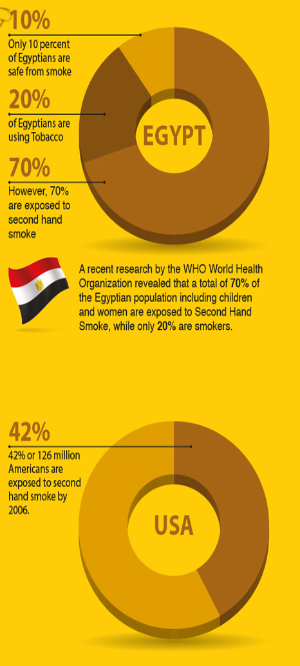 10%
Only 10 percent
of Egyptians are
safe from smoke
20%
of Egyptians are
using Tobacco
70%
However, 70%
are exposed to
second hand
smoke
EGYPT
A recent research by the WHO World Health
Organization revealed that a total of 70% of
the Egyptian population including children
and women are exposed to Second Hand
Smoke, while only 20% are smokers.
42%
42% or 126 million
Americans are
exposed to second
hand smoke by
2006.
USA